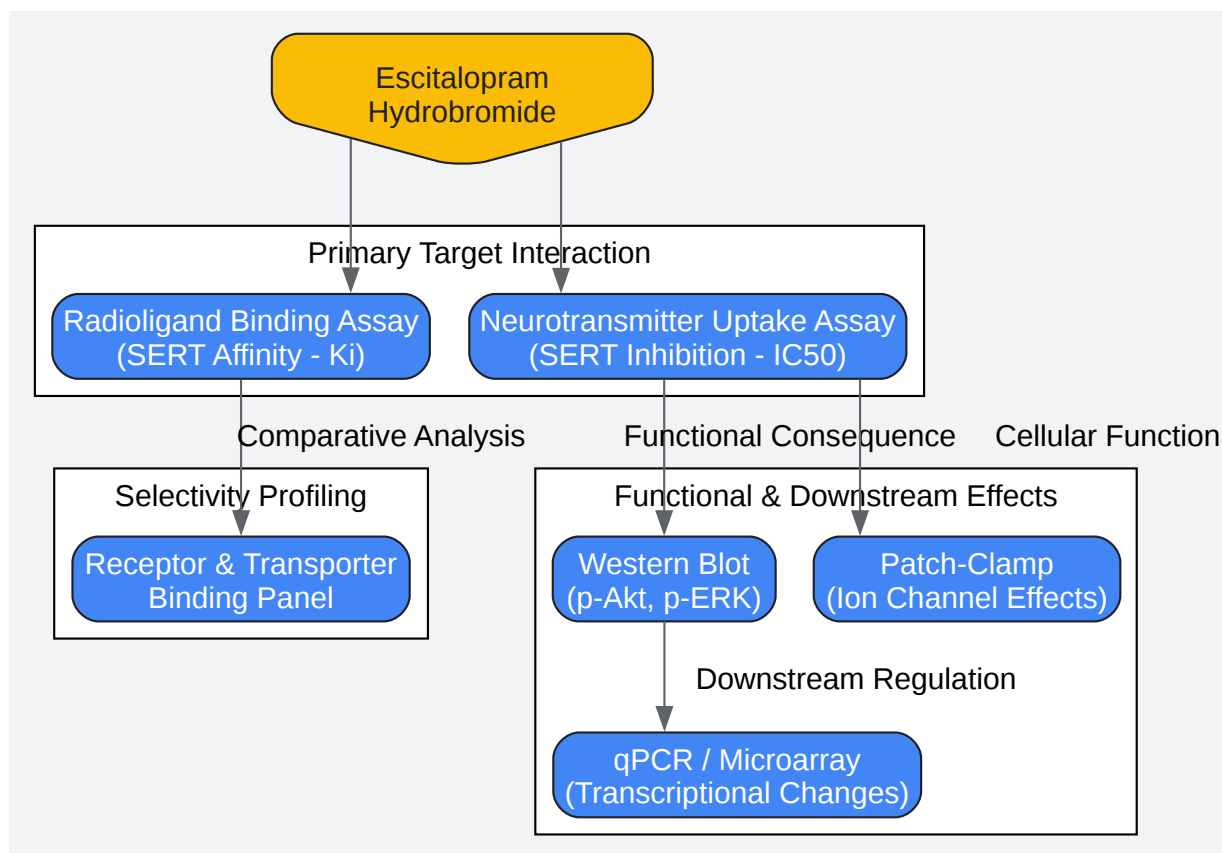 Escitalopram
Hydrobromide
Primary Target Interaction
Radioligand Binding Assay
(SERT Affinity - Ki)
Neurotransmitter Uptake Assay
(SERT Inhibition - IC50)
Comparative Analysis
Functional Consequence
Cellular Function
Selectivity Profiling
Receptor & Transporter
Binding Panel
Functional & Downstream Effects
Western Blot
(p-Akt, p-ERK)
Patch-Clamp
(Ion Channel Effects)
Downstream Regulation
qPCR / Microarray
(Transcriptional Changes)